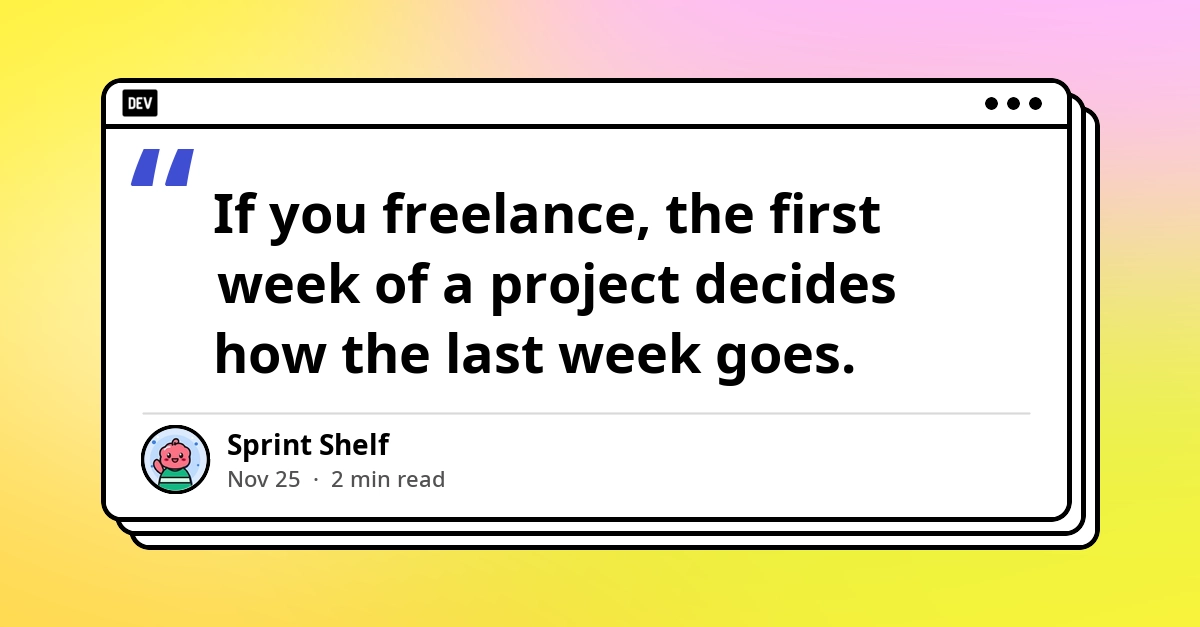 DEV
“
If you freelance, the first
week of a project decides
how the last week goes.
Sprint Shelf
Nov 25 · 2 min read